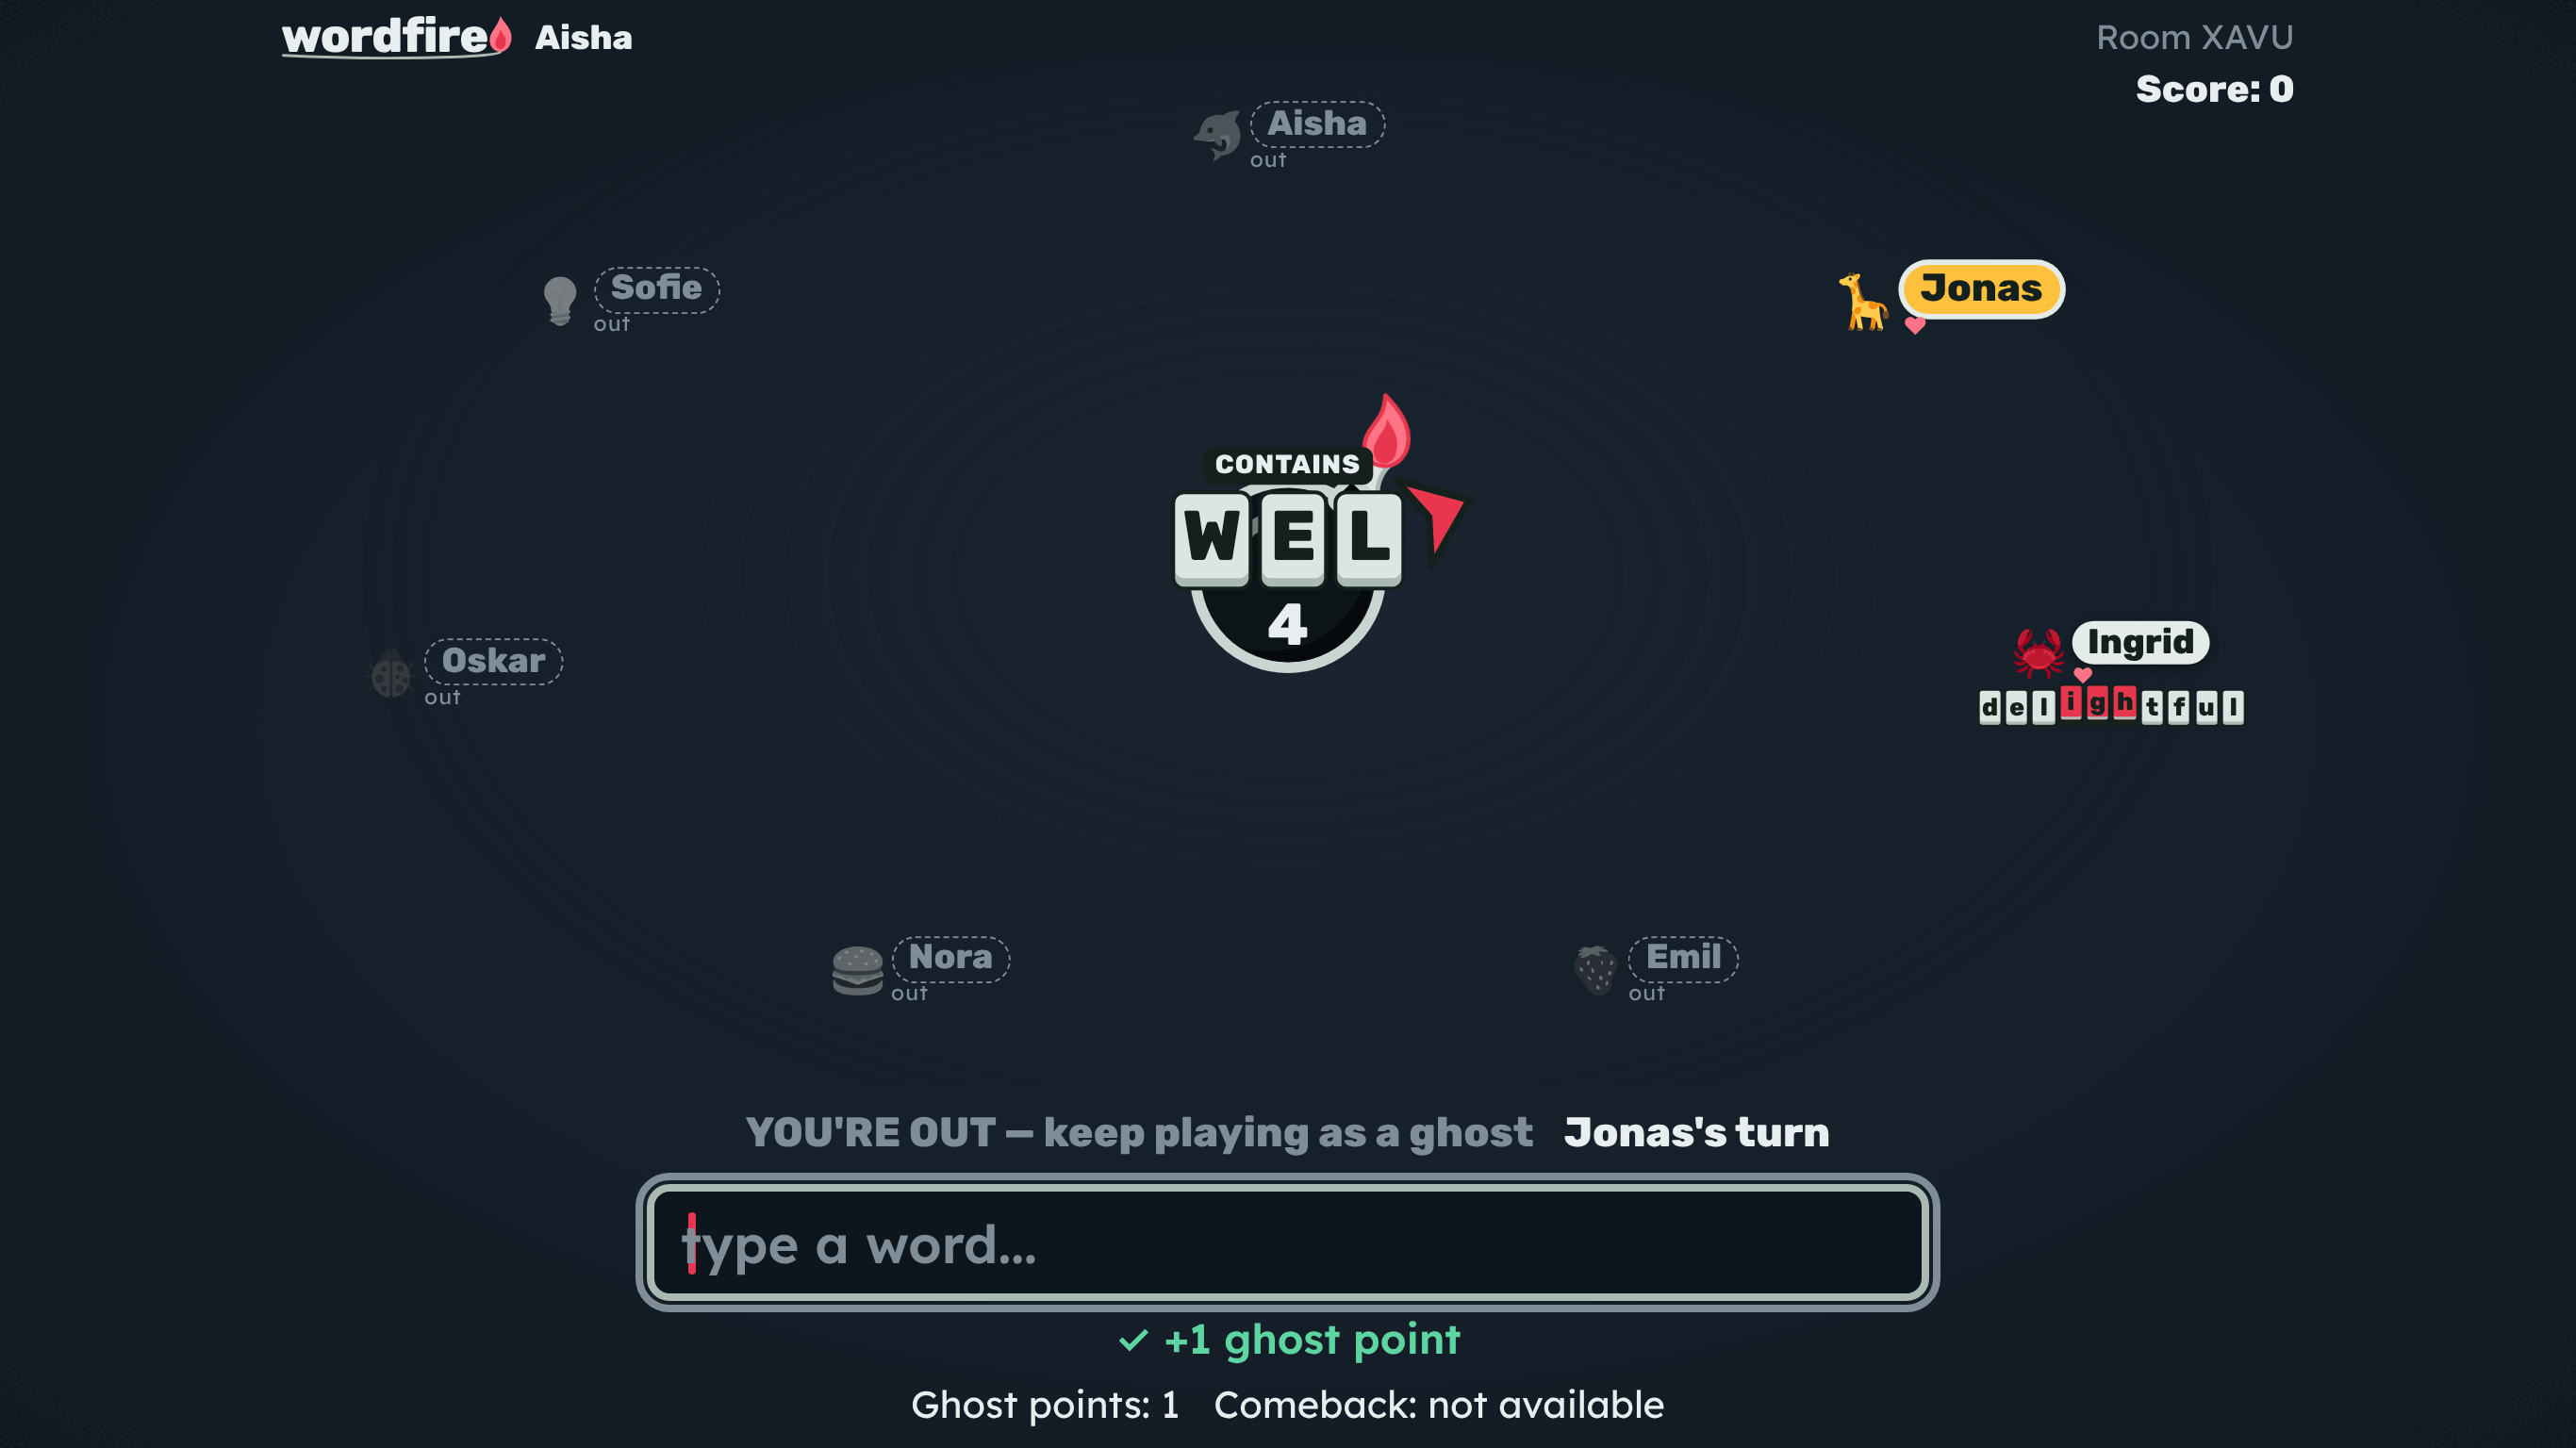 wordfire Aisha
Room XAVU
Score: 0
Aisha
out
Sofie
out
Jonas
CONTAINS
WEL
4
Ingrid
delightful
Oskar
out
Nora
out
Emil
out
YOU'RE OUT — keep playing as a ghost Jonas's turn
type a word...
✓ +1 ghost point
Ghost points: 1 Comeback: not available